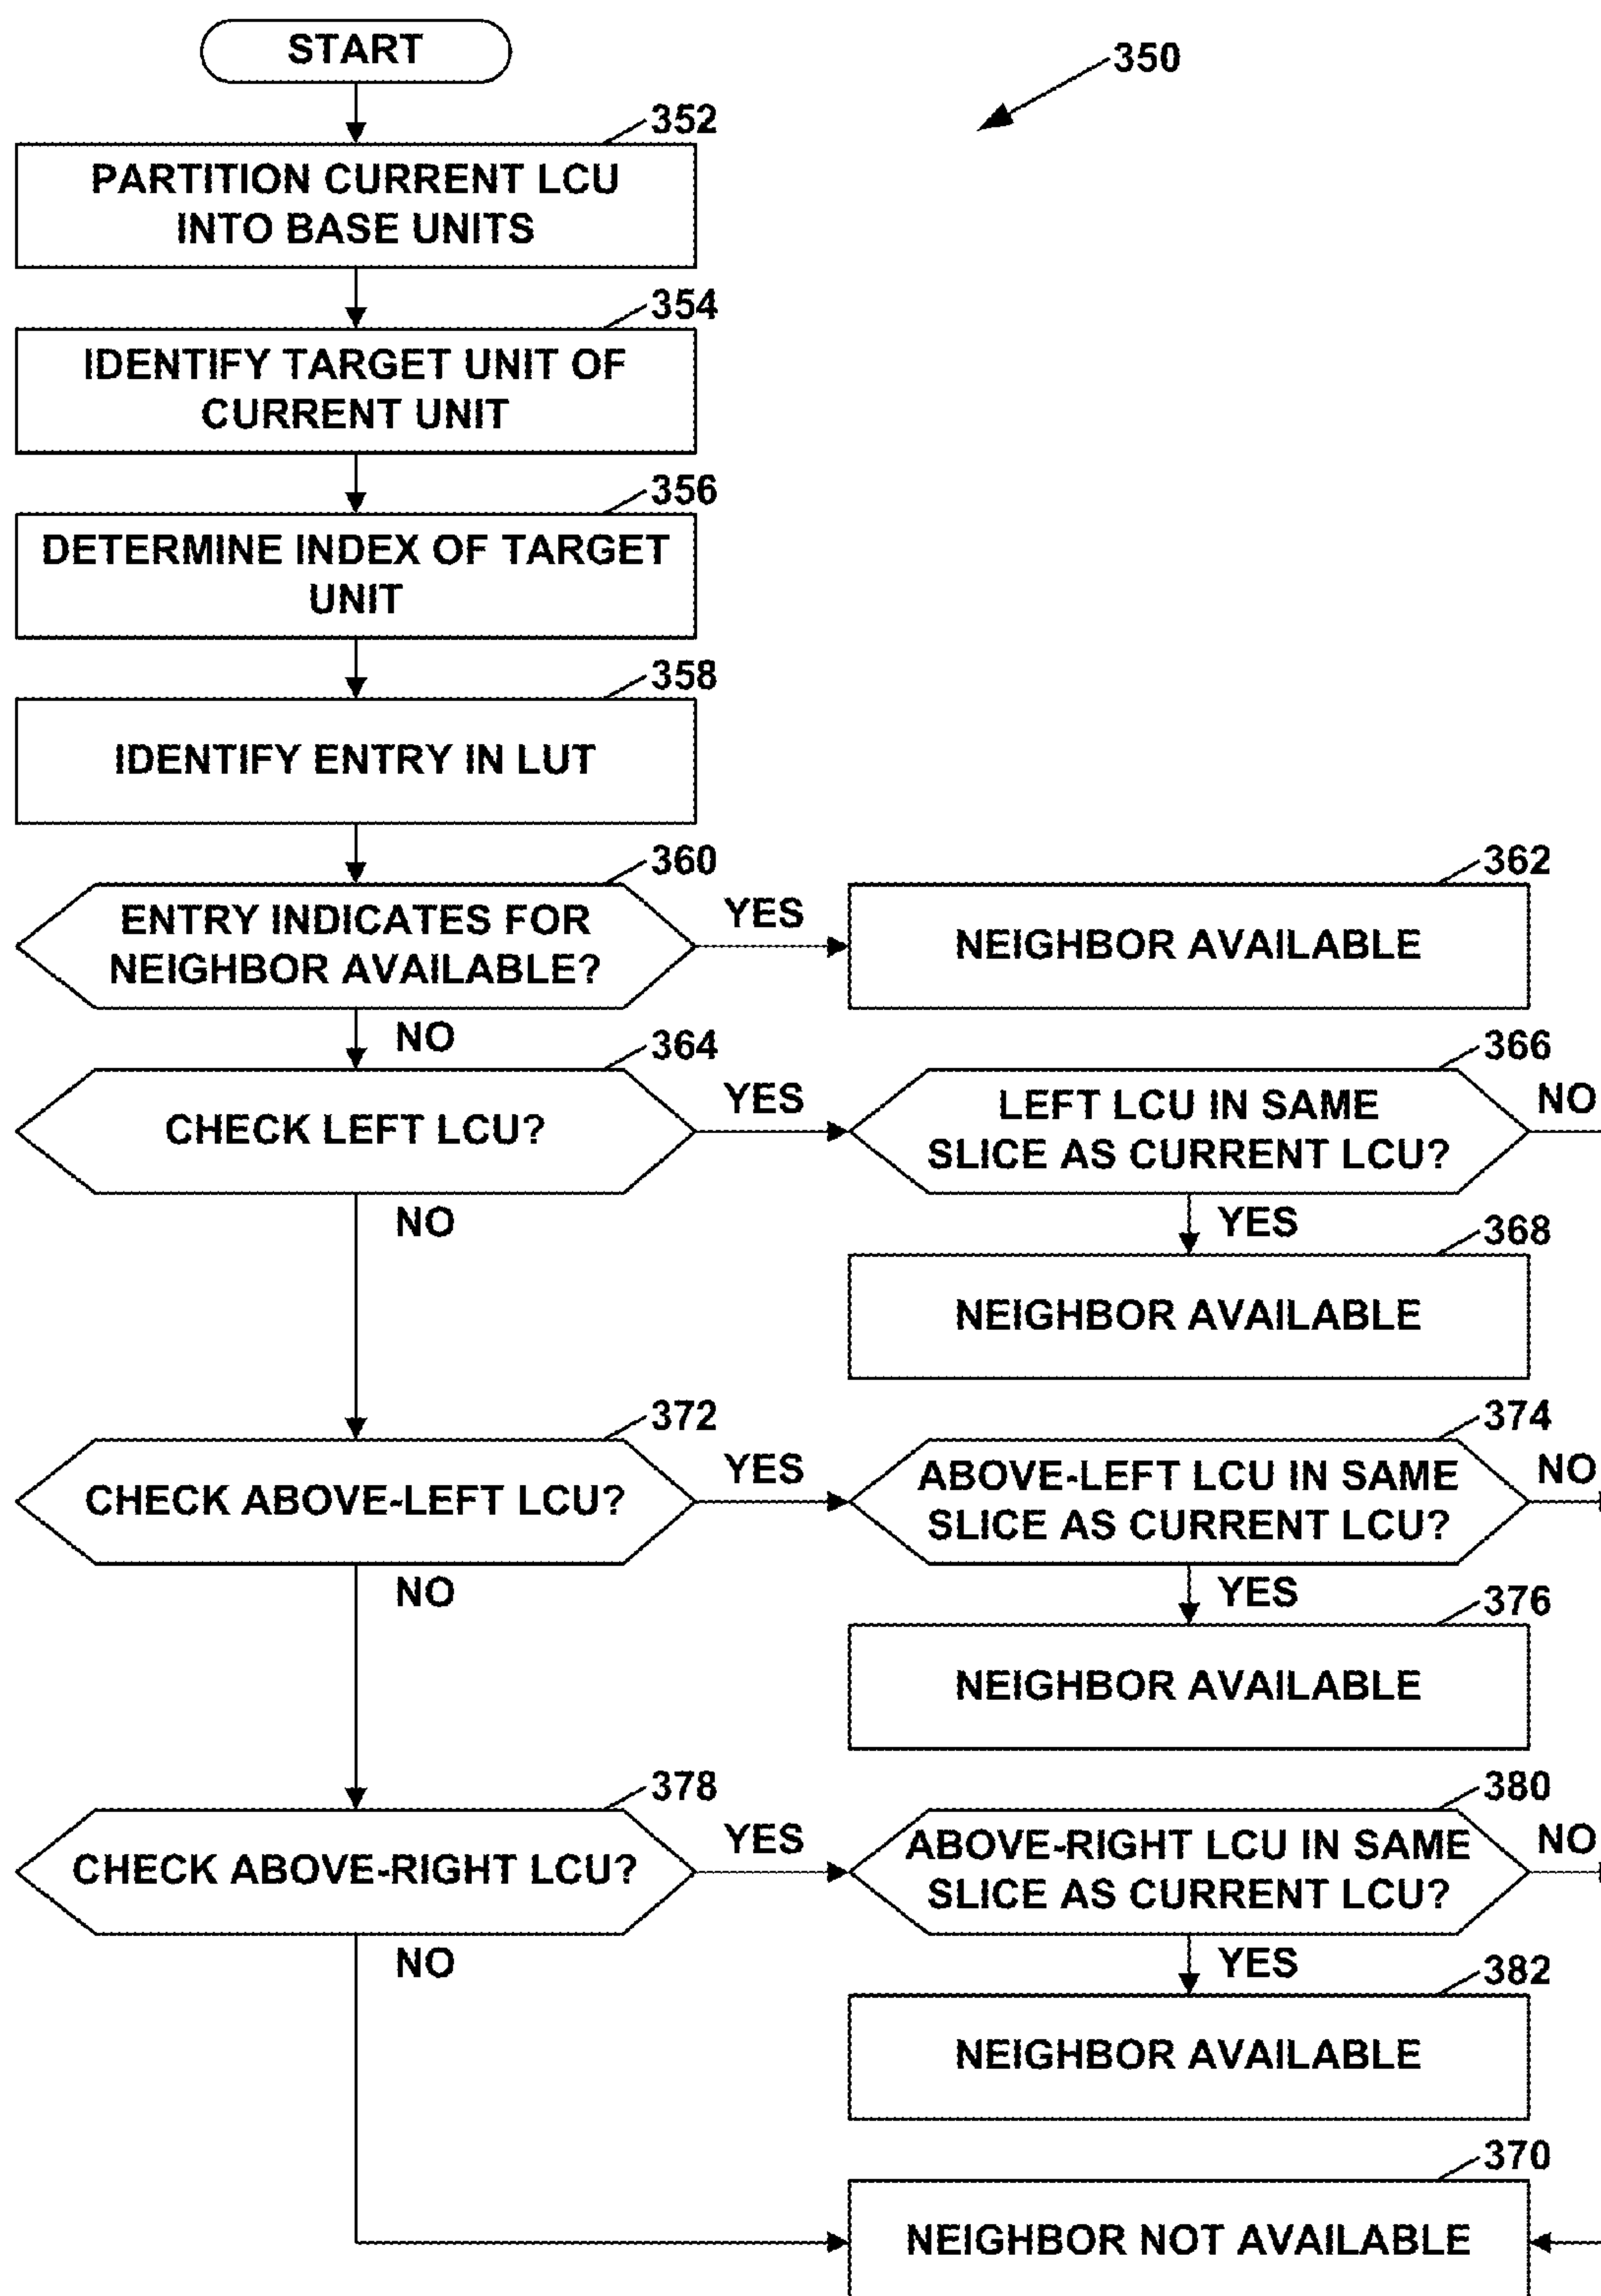 START
350
352
PARTITION CURRENT LCU
INTO BASE UNITS
354
IDENTIFY TARGET UNIT OF
CURRENT UNIT
356
DETERMINE INDEX OF TARGET
UNIT
358
IDENTIFY ENTRY IN LUT
360
ENTRY INDICATES FOR
NEIGHBOR AVAILABLE?
YES
362
NEIGHBOR AVAILABLE
NO
364
CHECK LEFT LCU?
YES
366
LEFT LCU IN SAME
SLICE AS CURRENT LCU?
NO
NO
YES
368
NEIGHBOR AVAILABLE
372
CHECK ABOVE-LEFT LCU?
YES
374
ABOVE-LEFT LCU IN SAME
SLICE AS CURRENT LCU?
NO
NO
YES
376
NEIGHBOR AVAILABLE
378
CHECK ABOVE-RIGHT LCU?
YES
380
ABOVE-RIGHT LCU IN SAME
SLICE AS CURRENT LCU?
NO
NO
YES
382
NEIGHBOR AVAILABLE
370
NEIGHBOR NOT AVAILABLE